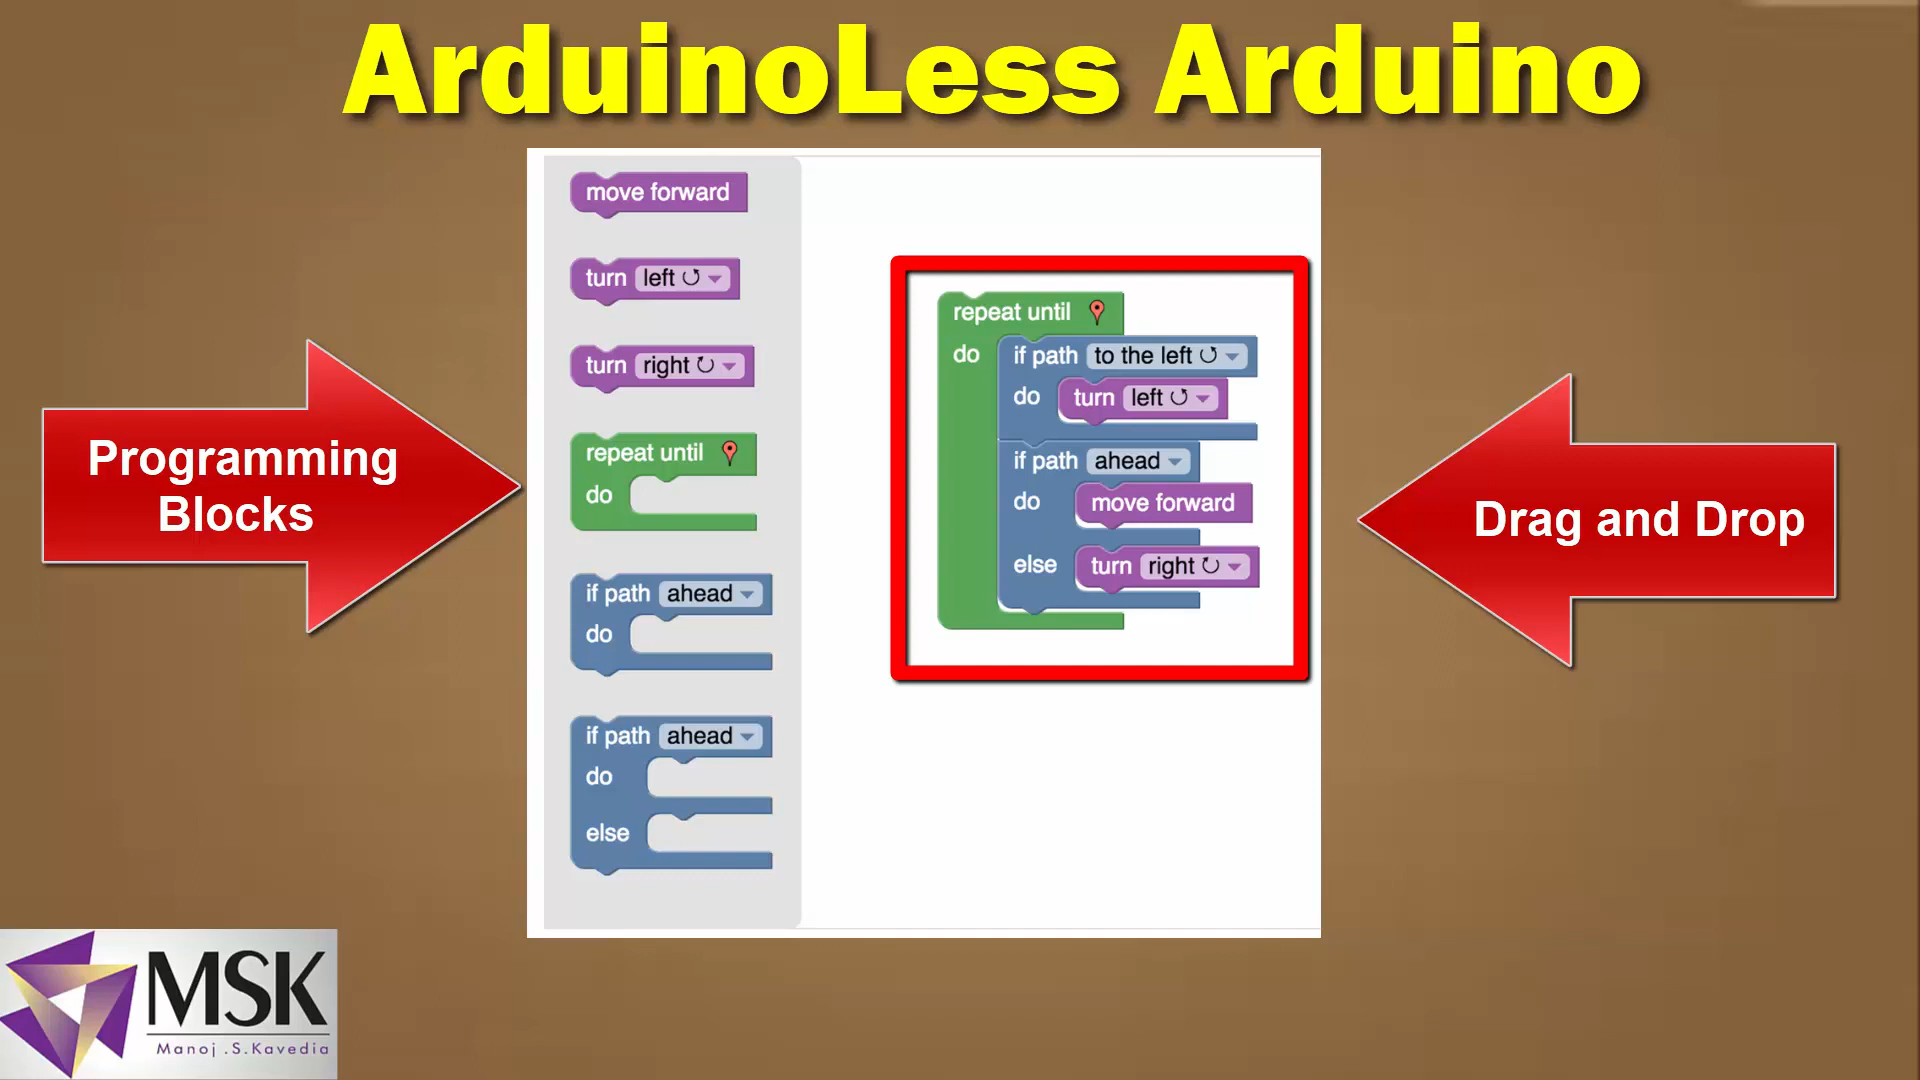 ArduinoLess Arduino
move forward
turn left
turn right
repeat until
do
if path ahead
do
if path ahead
do
else
repeat until
do if path to the left
do turn left
if path ahead
do move forward
else turn right
Programming
Blocks
Drag and Drop
MSK
Manoj .S.Kavedia